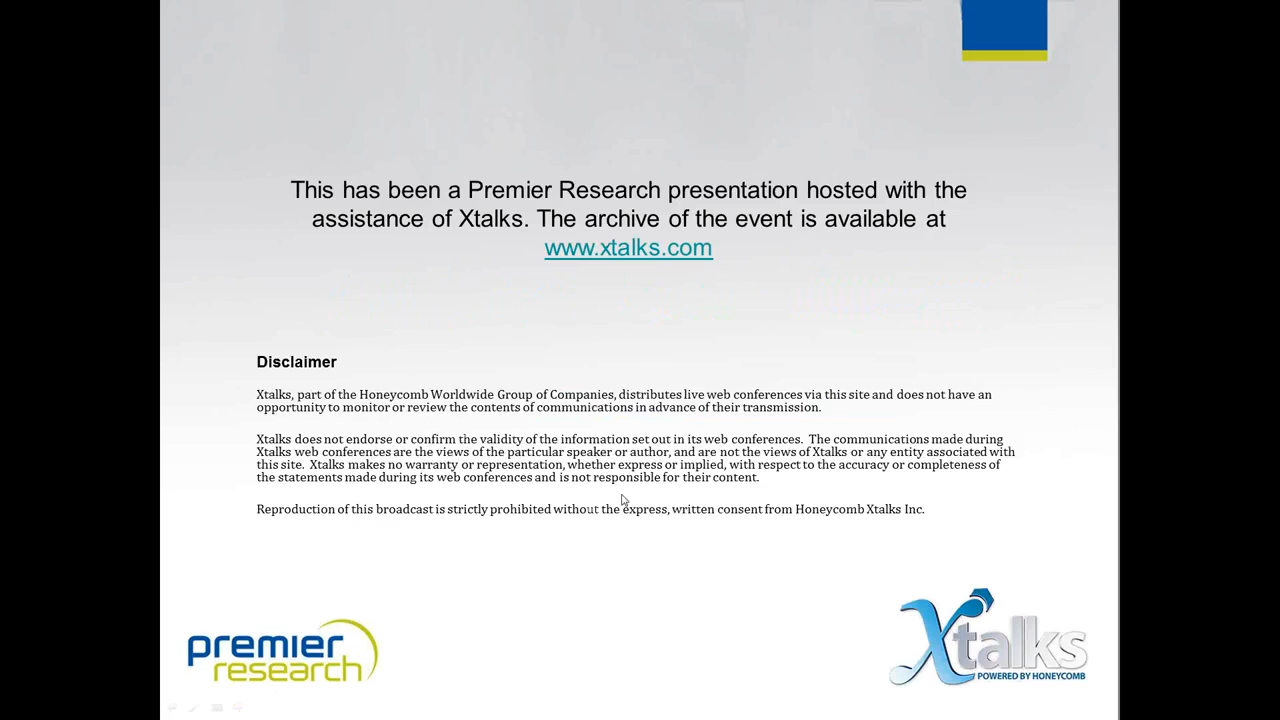 This has been a Premier Research presentation hosted with the
assistance of Xtalks. The archive of the event is available at
www.xtalks.com
Disclaimer
Xtalks, part of the Honeycomb Worldwide Group of Companies, distributes live web conferences via this site and does not have an
opportunity to monitor or review the contents of communications in advance of their transmission.
Xtalks does not endorse or confirm the validity of the information set out in its web conferences. The communications made during
Xtalks web conferences are the views of the particular speaker or author, and are not the views of Xtalks or any entity associated with
this site. Xtalks makes no warranty or representation, whether express or implied, with respect to the accuracy or completeness of
the statements made during its web conferences and is not responsible for their content.
Reproduction of this broadcast is strictly prohibited without the express, written consent from Honeycomb Xtalks Inc.
premier
research
Xtalks
POWERED BY HONEYCOMB